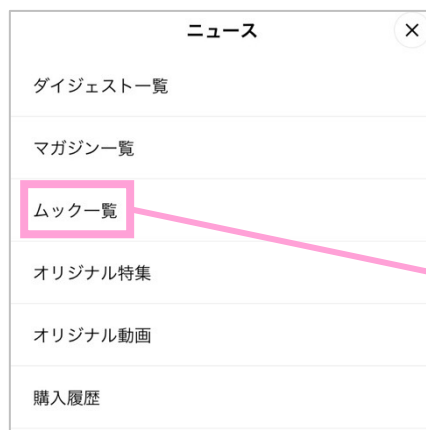 ニュース
ダイジェスト一覧
マガジン一覧
ムック一覧
オリジナル特集
オリジナル動画
購入履歴